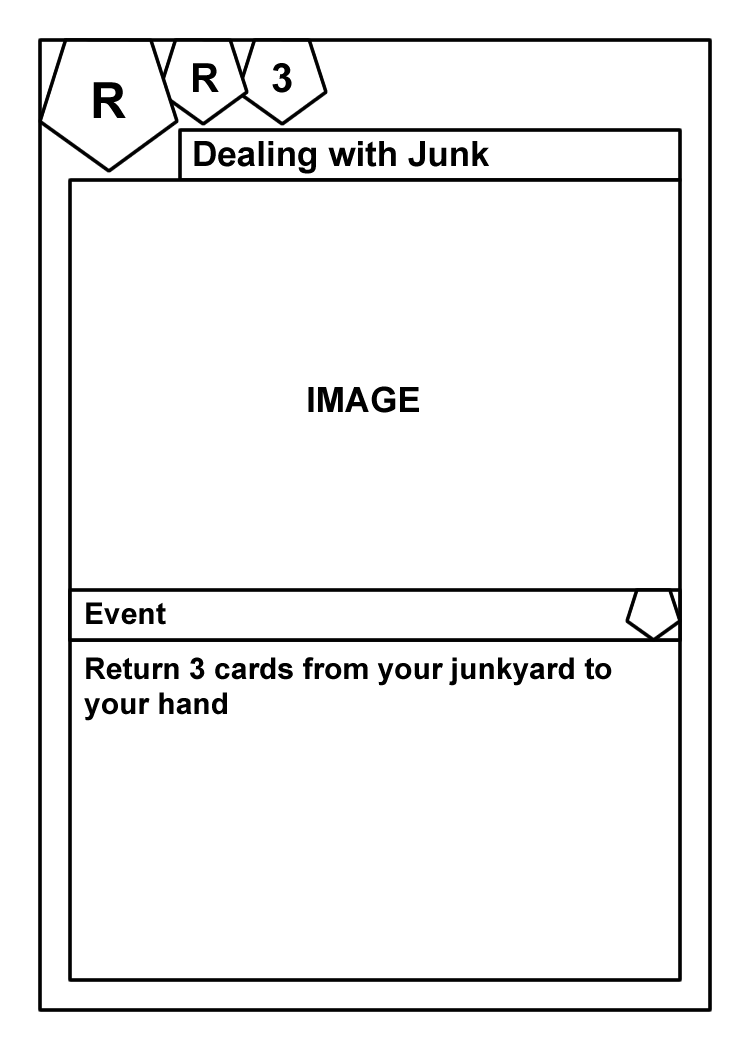 R R 3
Dealing with Junk
IMAGE
Event
Return 3 cards from your junkyard to
your hand